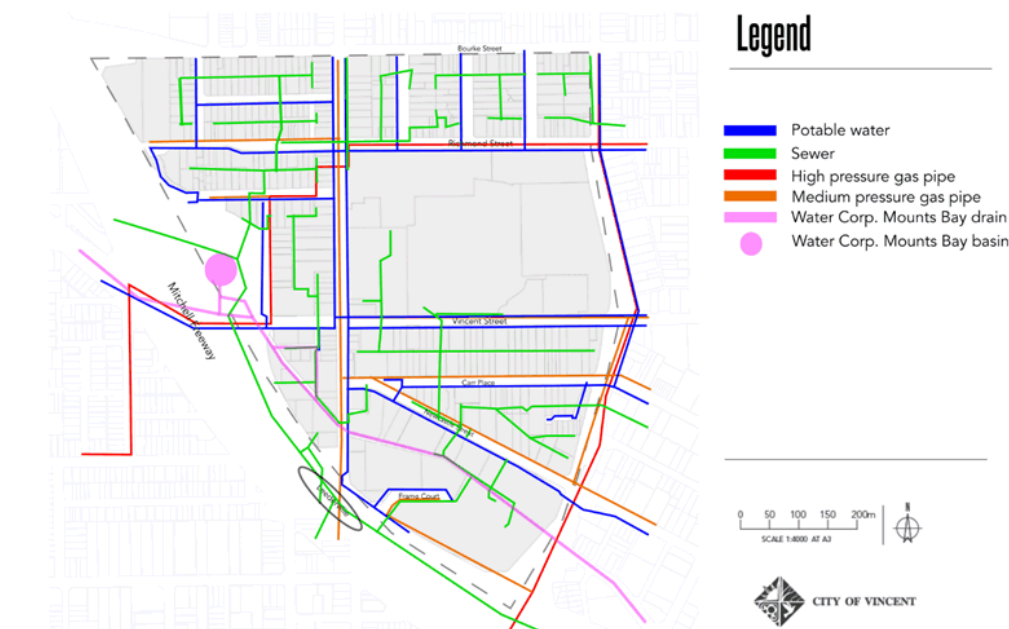 Legend
Bourke Street
Potable water
Sewer
Richmond Street
High pressure gas pipe
Medium pressure gas pipe
Water Corp. Mounts Bay drain
Water Corp. Mounts Bay basin
Mitchell Freeway
Vincent Street
Carr Place
Frame Court
N
0 50 100 150 200m
SCALE 1:4000 AT A3
CITY OF VINCENT